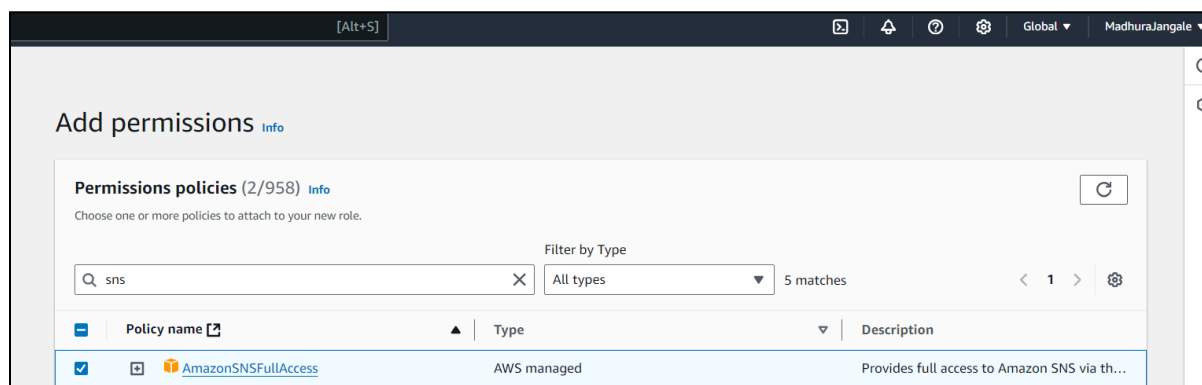 [Alt+S] Global MadhuraJangale
Add permissions Info
Permissions policies (2/958) Info
Choose one or more policies to attach to your new role.
Filter by Type
sns All types 5 matches 1
Policy name Type Description
AmazonSNSFullAccess AWS managed Provides full access to Amazon SNS via th...